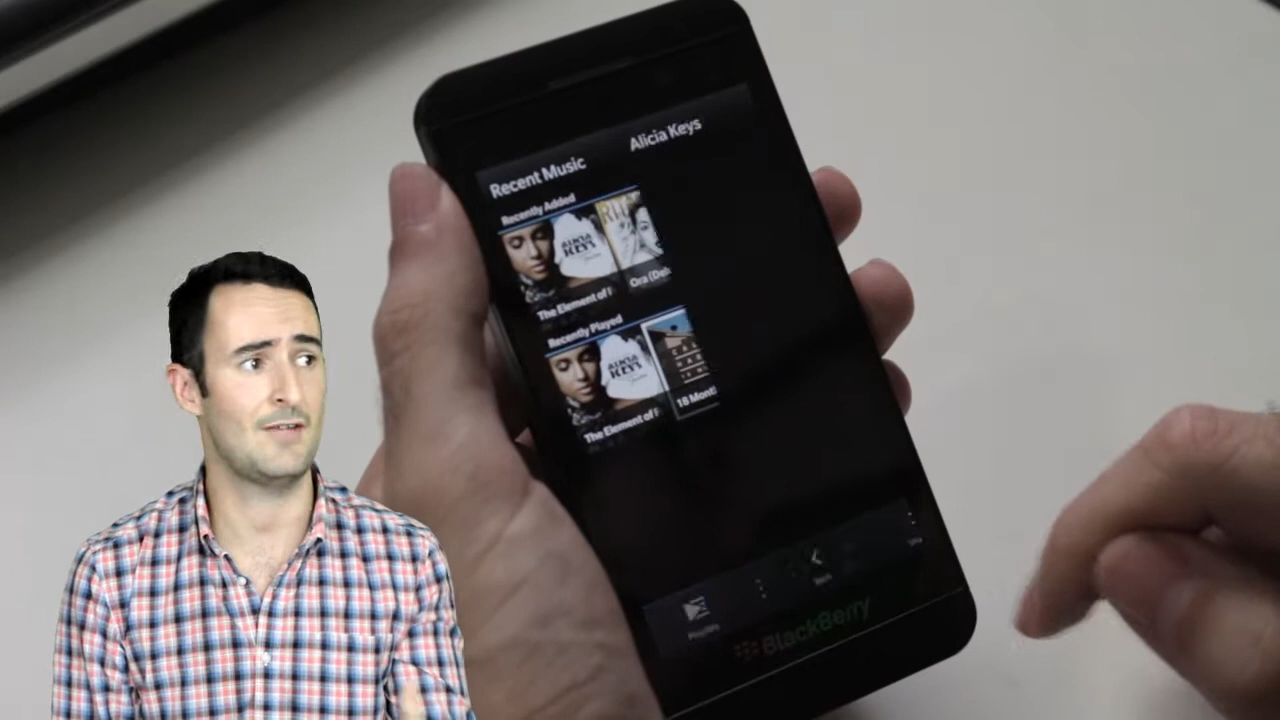 Alicia Keys
Recent Music
Recently Added
ALICIA
KEYS
The Element of F
Ora (Del
Recently Played
ALICIA
KEYS
The Element of F
18 Mont
Back
BlackBerry